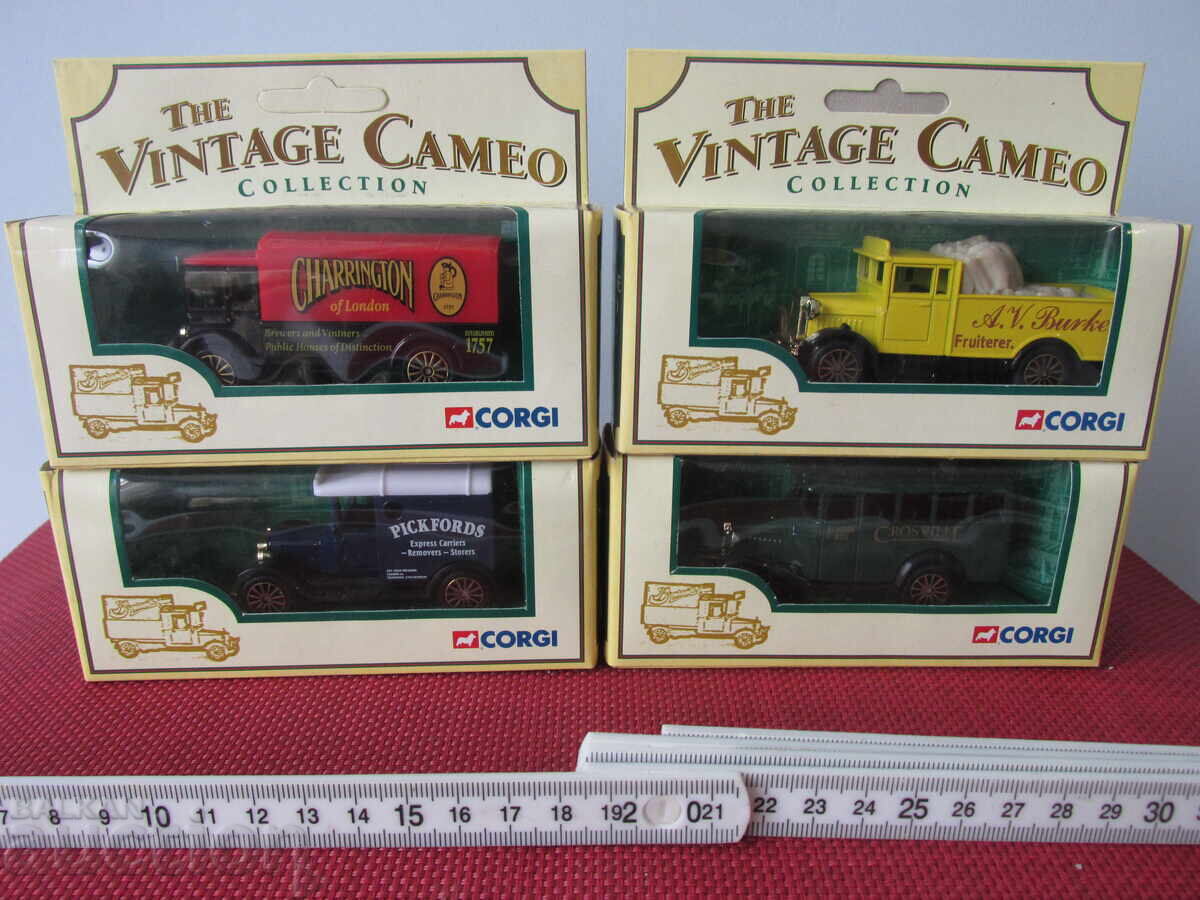 THE
VINTAGE CAMEO
COLLECTION
CHARRINGTON
of London
CHARRINGTON
Brewers and Vintners
Public Houses of Distinction
ESTABLISHED
1757
CORGI
THE
VINTAGE CAMEO
COLLECTION
A.V. Burke
Fruiterer.
CORGI
PICKFORDS
Express Carriers
–Removers – Storers
CORGI
CROSVILLE
CORGI
7 8 9 10 11 12 13 14 15 16 17 18 19 20 21 22 23 24 25 26 27 28 29 30
BALKAN